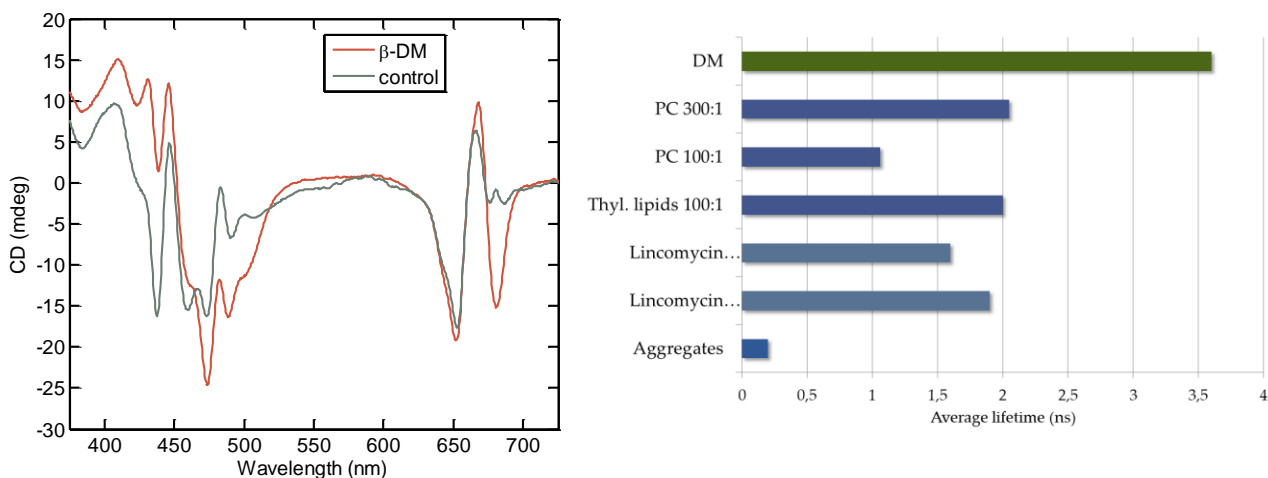 20
15
10
5
0
-5
-10
-15
-20
-25
-30
CD (mdeg)
β-DM
control
400 450 500 550 600 650 700
Wavelength (nm)
DM
PC 300:1
PC 100:1
Thyl. lipids 100:1
Lincomycin…
Lincomycin…
Aggregates
0 0,5 1 1,5 2 2,5 3 3,5 4
Average lifetime (ns)